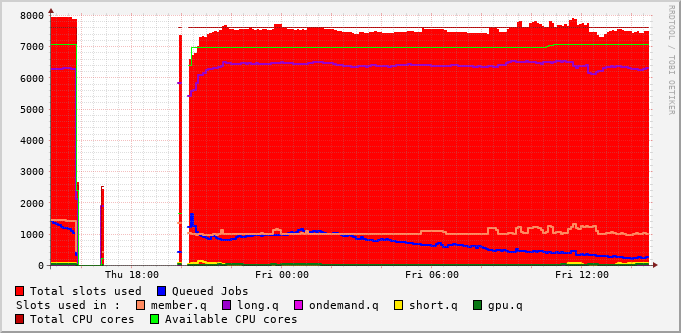 8000
7000
6000
5000
4000
3000
2000
1000
0
Thu 18:00 Fri 00:00 Fri 06:00 Fri 12:00
Total slots used Queued Jobs
Slots used in : member.q long.q ondemand.q short.q gpu.q
Total CPU cores Available CPU cores
RRDTOOL / TOBI OETIKER